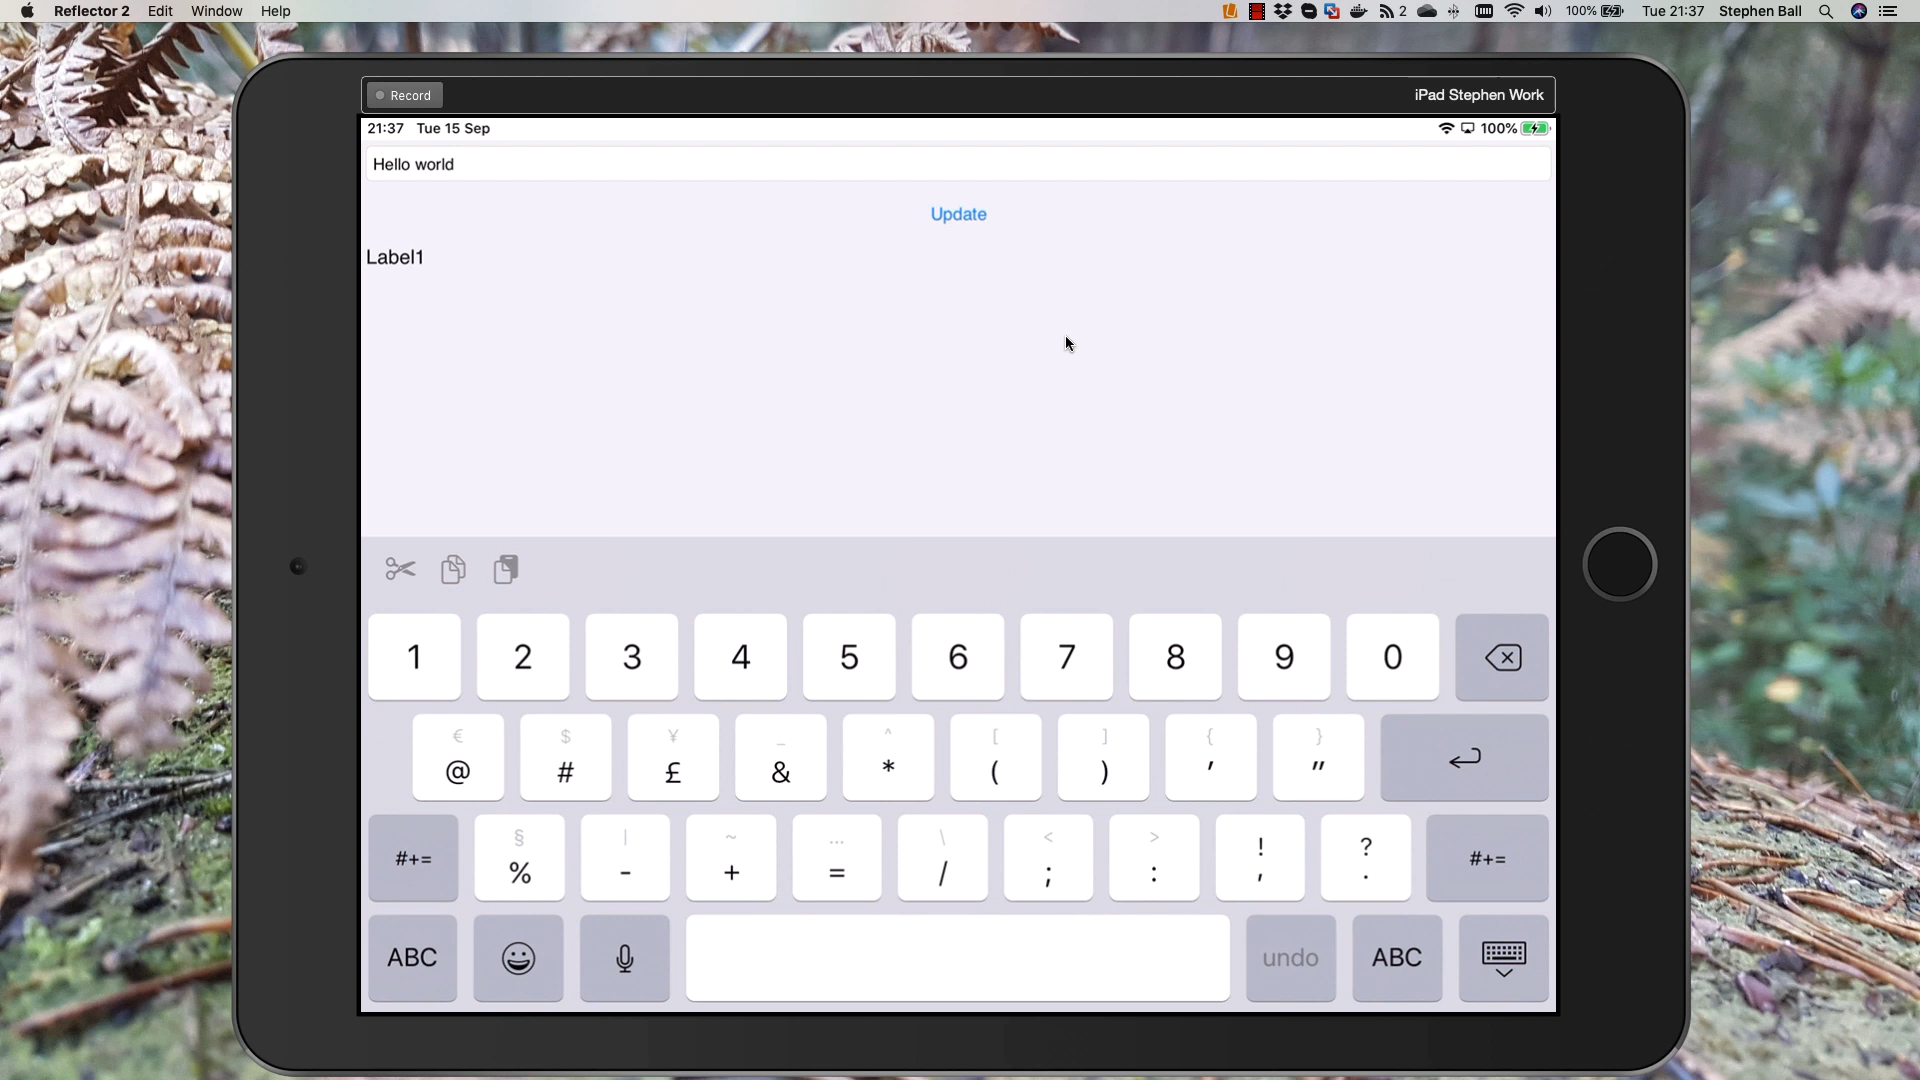 Reflector 2 Edit Window Help 2 100% Tue 21:37 Stephen Ball
Record iPad Stephen Work
21:37 Tue 15 Sep 100%
Hello world
Update
Label1
1 2 3 4 5 6 7 8 9 0
€ $ ¥ _ ^ [ ] { }
@ # £ & * ( ) ' "
§ | ~ … \ < > ! ?
#+= % - + = / ; : , . #+=
ABC undo ABC